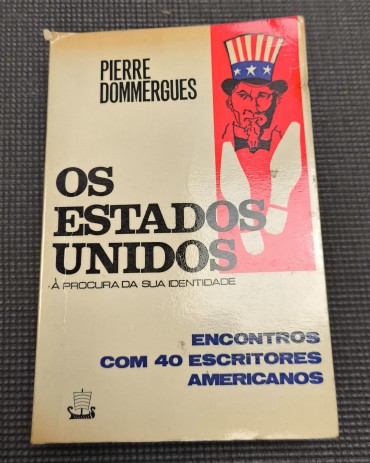 PIERRE
DOMMERGUES
OS
ESTADOS
UNIDOS
À PROCURA DA SUA IDENTIDADE
ENCONTROS
COM 40 ESCRITORES
AMERICANOS